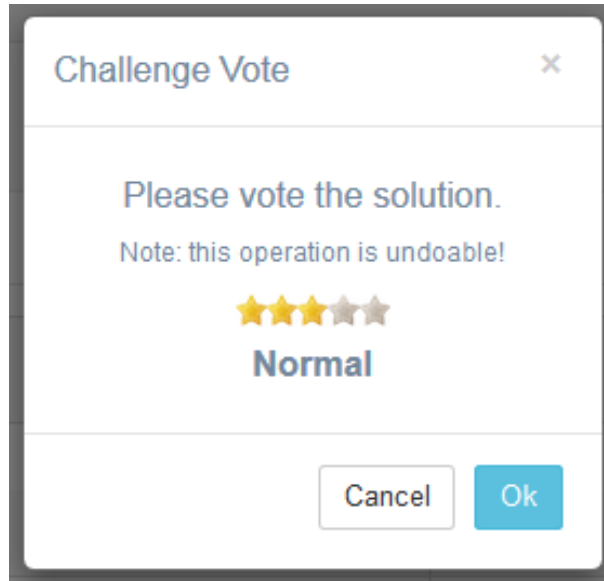 Challenge Vote ×
Please vote the solution.
Note: this operation is undoable!
Normal
Cancel Ok